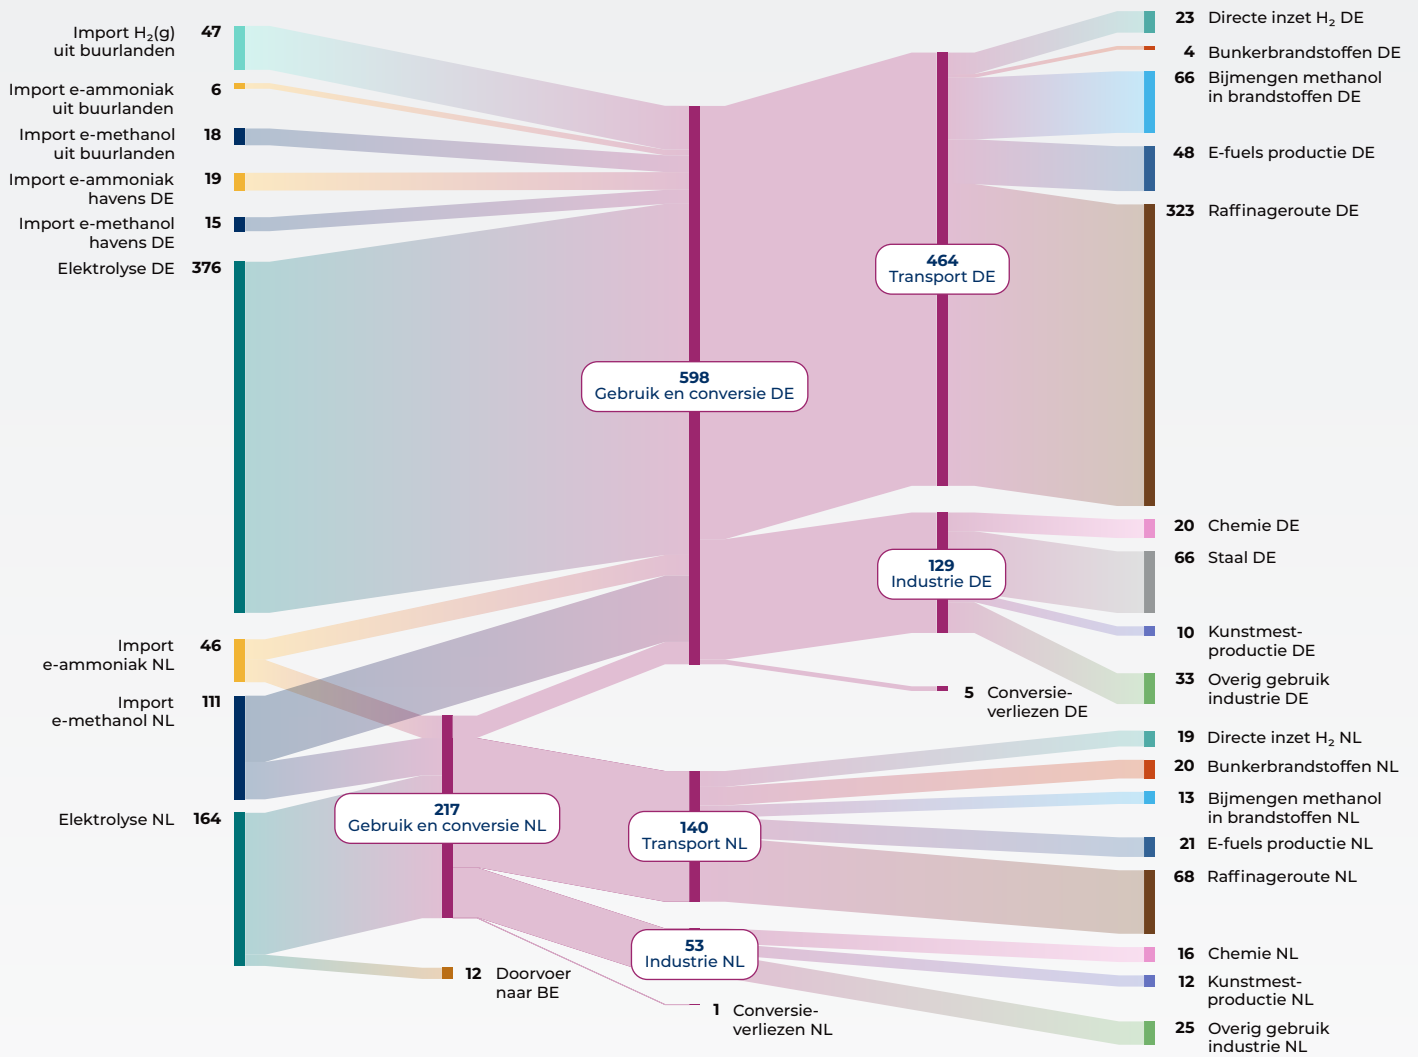 Import H₂(g) 47
uit buurlanden
Import e-ammoniak 6
uit buurlanden
Import e-methanol 18
uit buurlanden
Import e-ammoniak 19
havens DE
Import e-methanol 15
havens DE
Elektrolyse DE 376
Import 46
e-ammoniak NL
Import 111
e-methanol NL
Elektrolyse NL 164
598
Gebruik en conversie DE
217
Gebruik en conversie NL
12 Doorvoer
naar BE
464
Transport DE
129
Industrie DE
5 Conversie-
verliezen DE
140
Transport NL
53
Industrie NL
1 Conversie-
verliezen NL
23 Directe inzet H₂ DE
4 Bunkerbrandstoffen DE
66 Bijmengen methanol
in brandstoffen DE
48 E-fuels productie DE
323 Raffinageroute DE
20 Chemie DE
66 Staal DE
10 Kunstmest-
productie DE
33 Overig gebruik
industrie DE
19 Directe inzet H₂ NL
20 Bunkerbrandstoffen NL
13 Bijmengen methanol
in brandstoffen NL
21 E-fuels productie NL
68 Raffinageroute NL
16 Chemie NL
12 Kunstmest-
productie NL
25 Overig gebruik
industrie NL